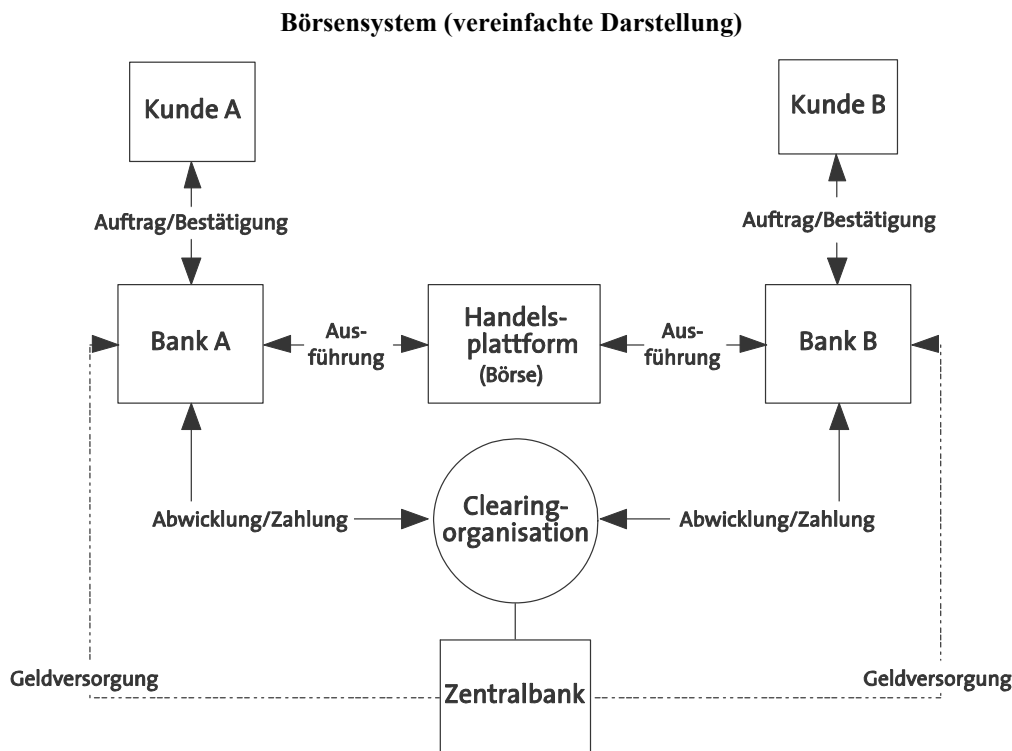 Börsensystem (vereinfachte Darstellung)
Kunde A
Kunde B
Auftrag/Bestätigung
Auftrag/Bestätigung
Bank A
Aus-
führung
Handels-
plattform
(Börse)
Aus-
führung
Bank B
Abwicklung/Zahlung
Clearing-
organisation
Abwicklung/Zahlung
Geldversorgung
Zentralbank
Geldversorgung